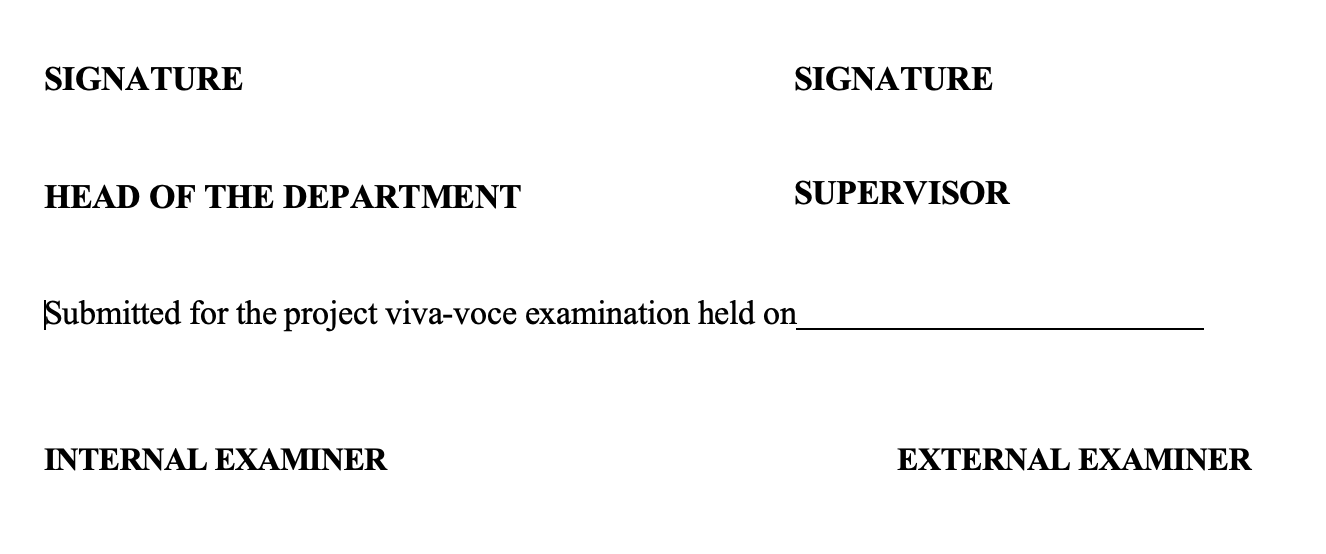 SIGNATURE SIGNATURE
HEAD OF THE DEPARTMENT SUPERVISOR
Submitted for the project viva-voce examination held on
INTERNAL EXAMINER EXTERNAL EXAMINER